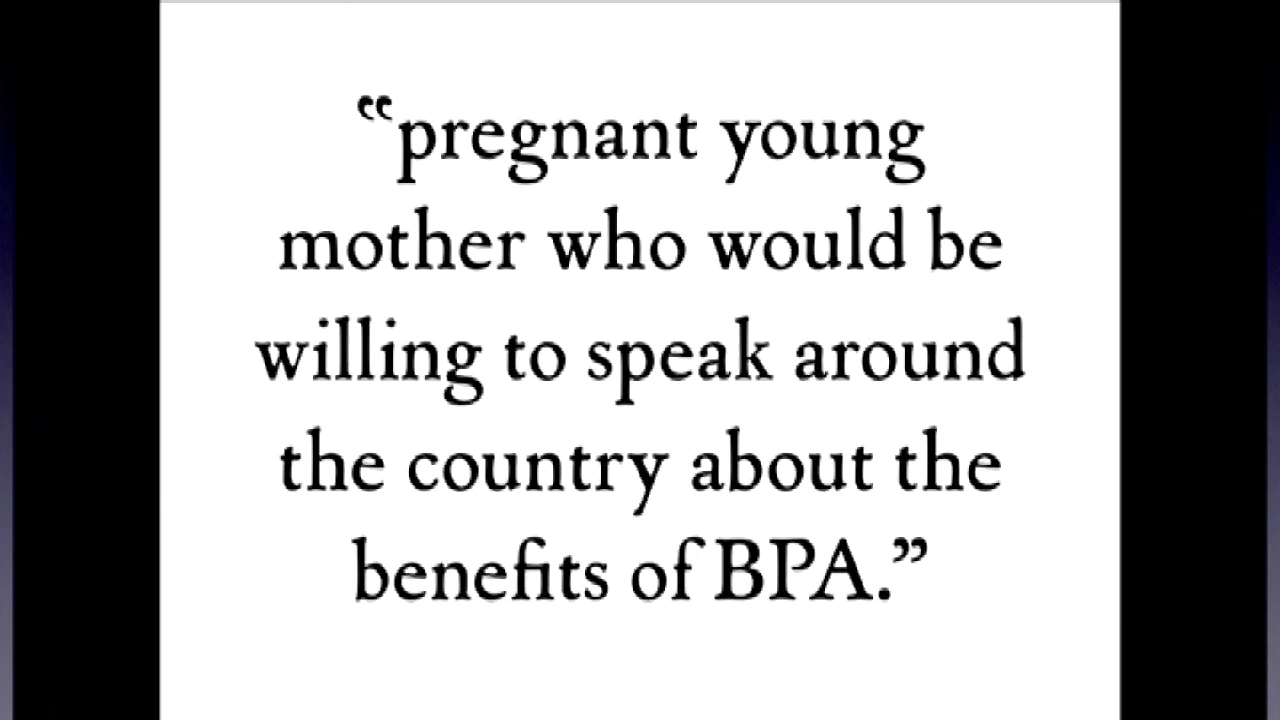 “pregnant young
mother who would be
willing to speak around
the country about the
benefits of BPA.”